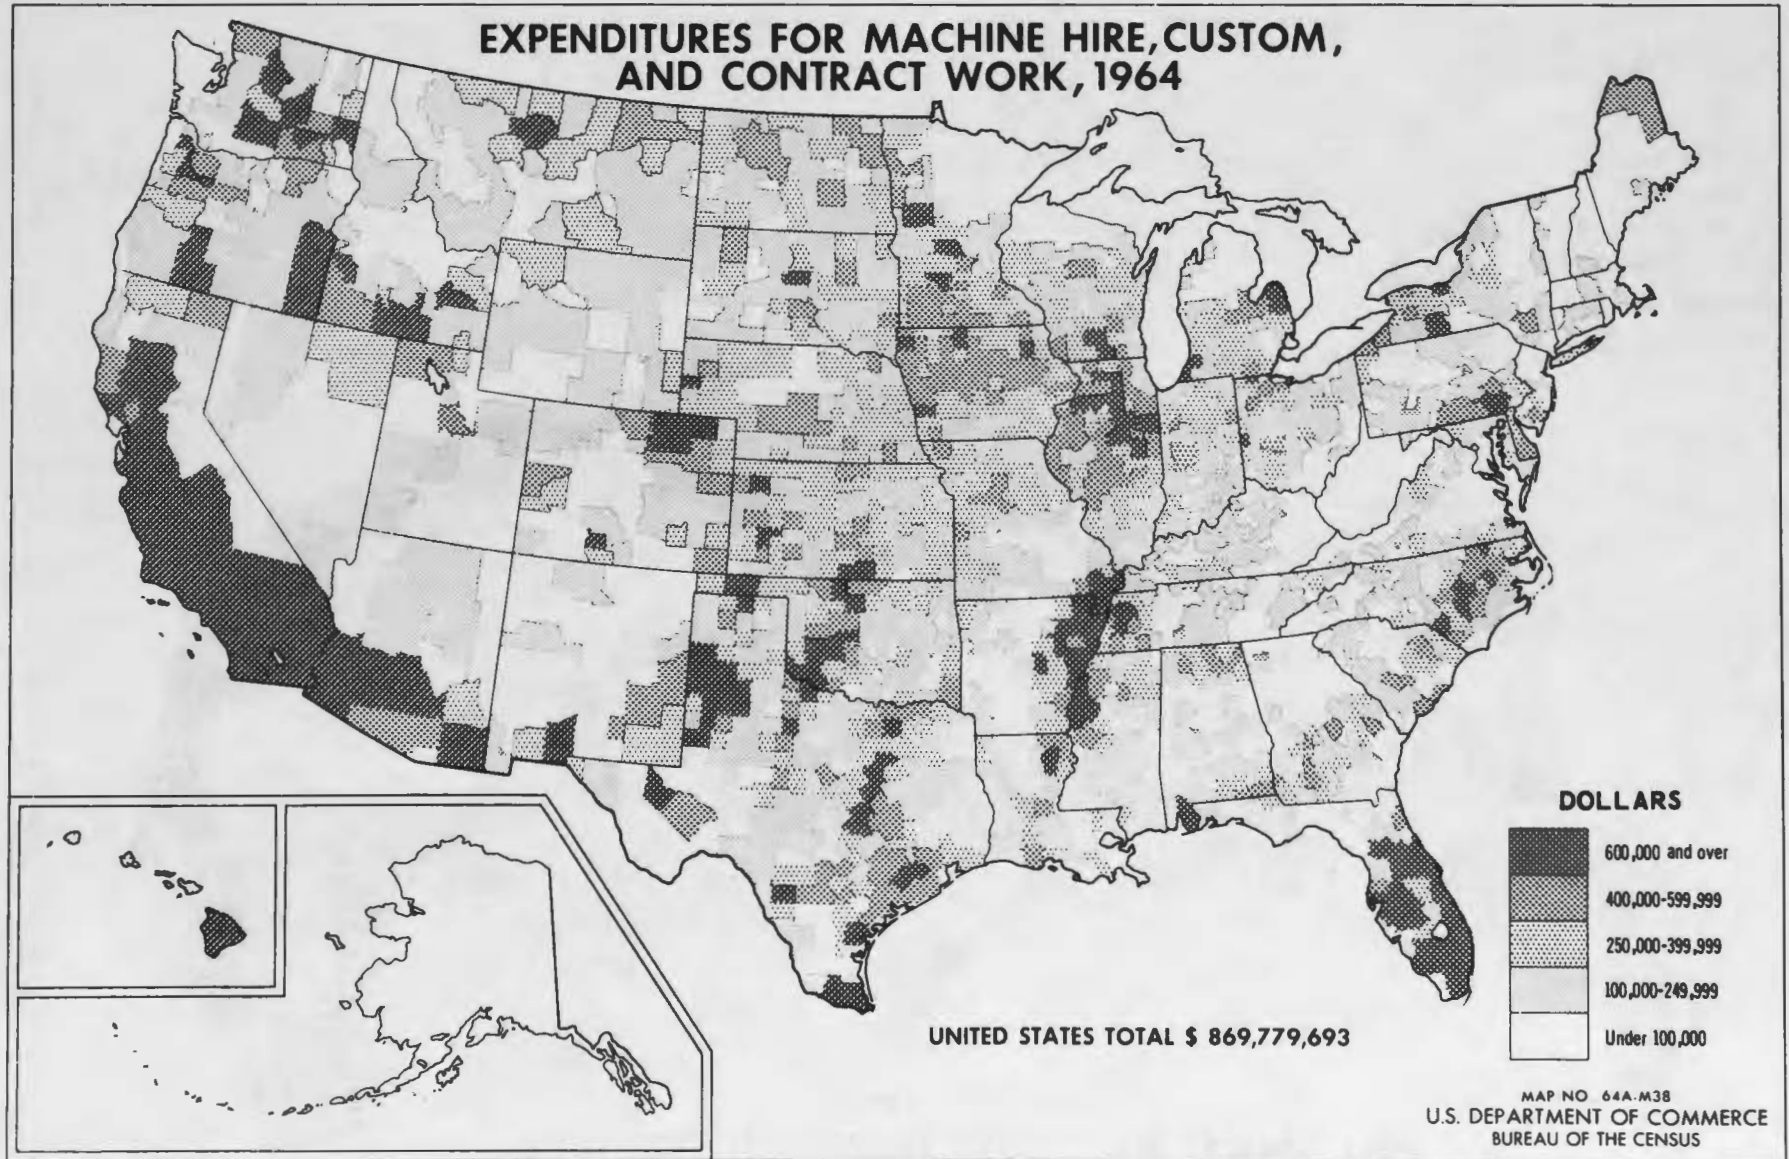 EXPENDITURES FOR MACHINE HIRE, CUSTOM,
AND CONTRACT WORK, 1964
DOLLARS
600,000 and over
400,000-599,999
250,000-399,999
100,000-249,999
Under 100,000
UNITED STATES TOTAL $ 869,779,693
MAP NO 64A-M38
U.S. DEPARTMENT OF COMMERCE
BUREAU OF THE CENSUS